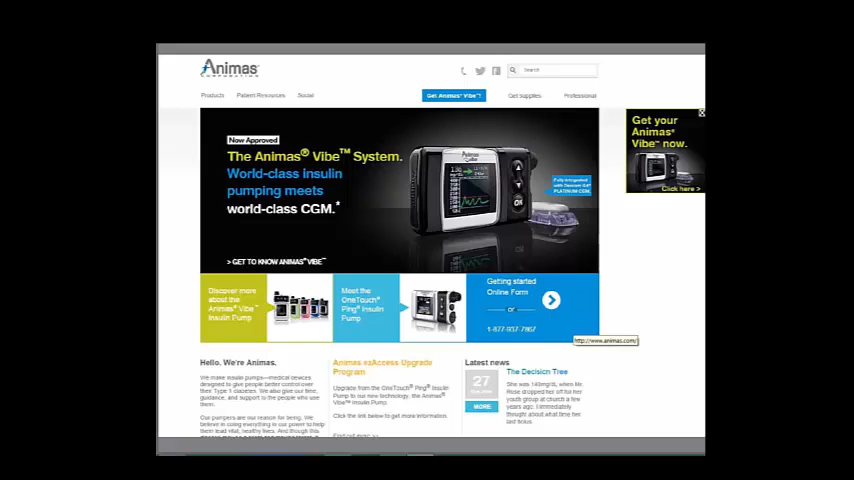 Animas
CORPORATION
Search
Products
Patient Resources
Social
Get Animas® Vibe™!
Get supplies
Professional
Now Approved
The Animas® Vibe™ System.
World-class insulin
pumping meets
world-class CGM.*
> GET TO KNOW ANIMAS® VIBE™
Fully integrated
with Dexcom G4®
PLATINUM CGM.
Get your
Animas®
Vibe™ now.
Click here >
Discover more
about the
Animas® Vibe™
Insulin Pump
Meet the
OneTouch®
Ping® Insulin
Pump
Getting started
Online Form
or
1-877-937-7867
http://www.animas.com/
Hello. We're Animas.
We make insulin pumps—medical devices
designed to give people better control over
their Type 1 diabetes. We also give our time,
guidance, and support to the people who use
them.
Our pumpers are our reason for being. We
believe in doing everything in our power to help
them lead vital, healthy lives. And though this
Animas ezAccess Upgrade
Program
Upgrade from the OneTouch® Ping® Insulin
Pump to our new technology, the Animas®
Vibe™ Insulin Pump.
Click the link below to get more information.
Latest news
27
MORE
The Decision Tree
She was 140mg/dL when Mr.
Rose dropped her off for her
youth group at church a few
years ago. I immediately
thought about what time her
last bolus